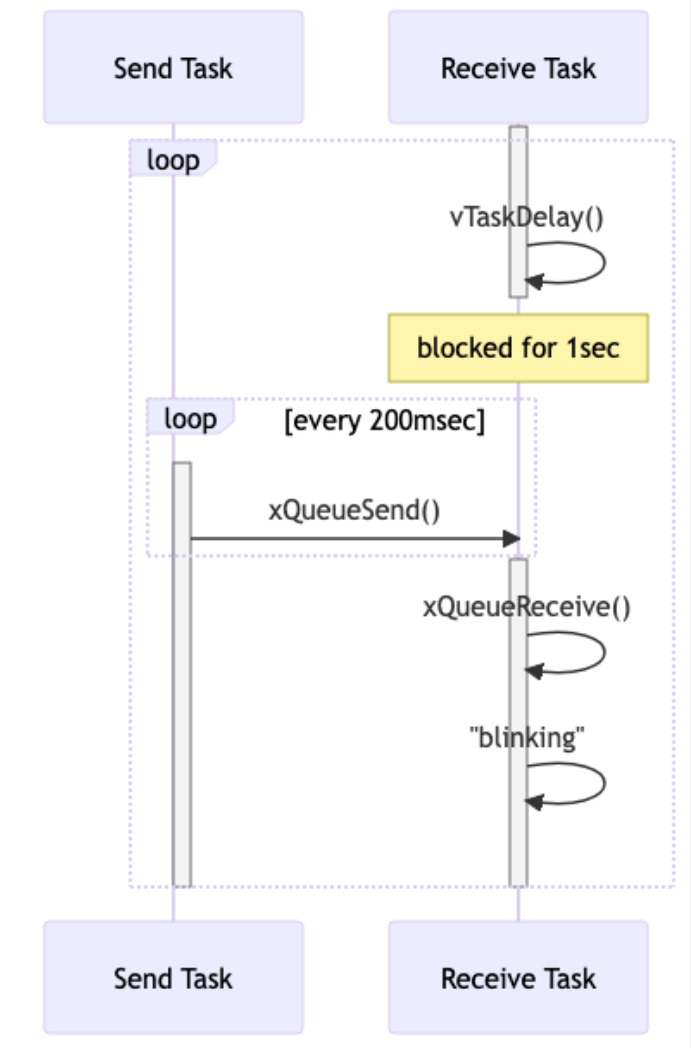 Send Task
Receive Task
loop
vTaskDelay()
blocked for 1sec
loop
[every 200msec]
xQueueSend()
xQueueReceive()
"blinking"
Send Task
Receive Task